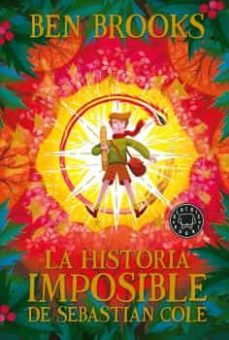 BEN BROOKS
LA HISTORIA
IMPOSIBLE
DE SEBASTIAN COLE